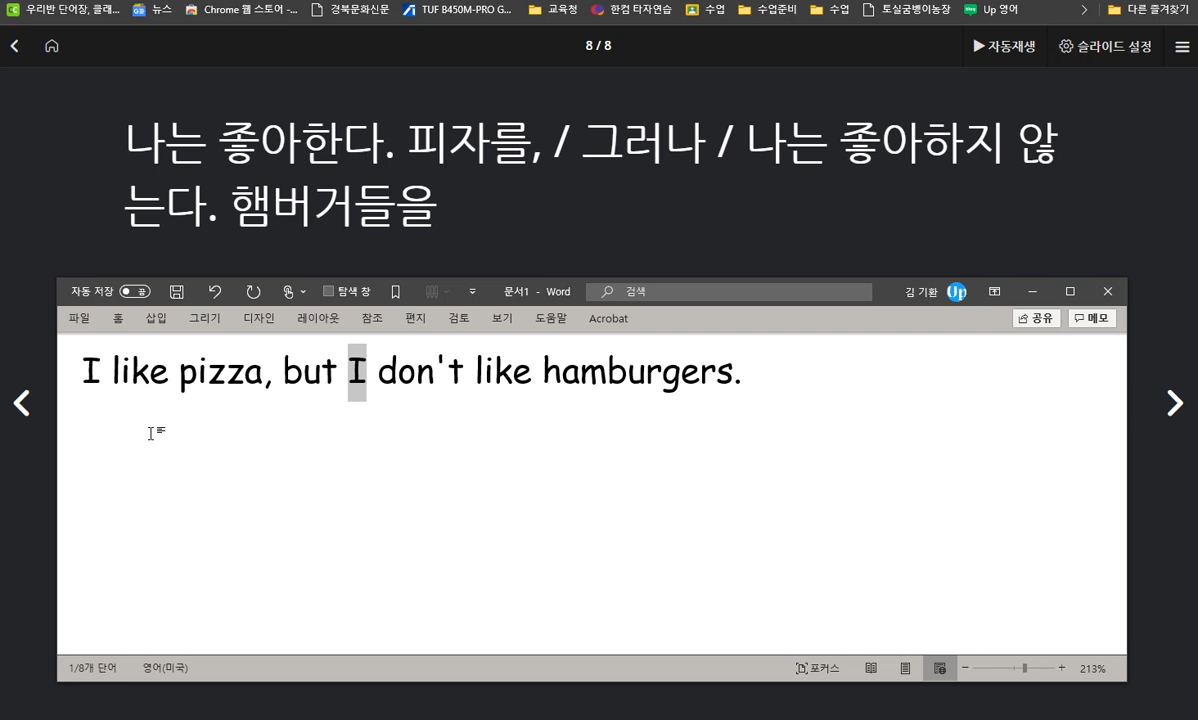 우리반 단어장, 클래... 뉴스 Chrome 웹 스토어 -... 경북문화신문 TUF B450M-PRO G... 교육청 한컴 타자연습 수업 수업준비 수업 토실굼벵이농장 Up 영어 다른 즐겨찾기
8 / 8 자동재생 슬라이드 설정
나는 좋아한다. 피자를, / 그러나 / 나는 좋아하지 않
는다. 햄버거들을
자동 저장 끔 탐색 창 문서1 - Word 검색 김 기환 Up
파일 홈 삽입 그리기 디자인 레이아웃 참조 편지 검토 보기 도움말 Acrobat 공유 메모
I like pizza, but I don't like hamburgers.
1/8개 단어 영어(미국) 포커스 - + 213%